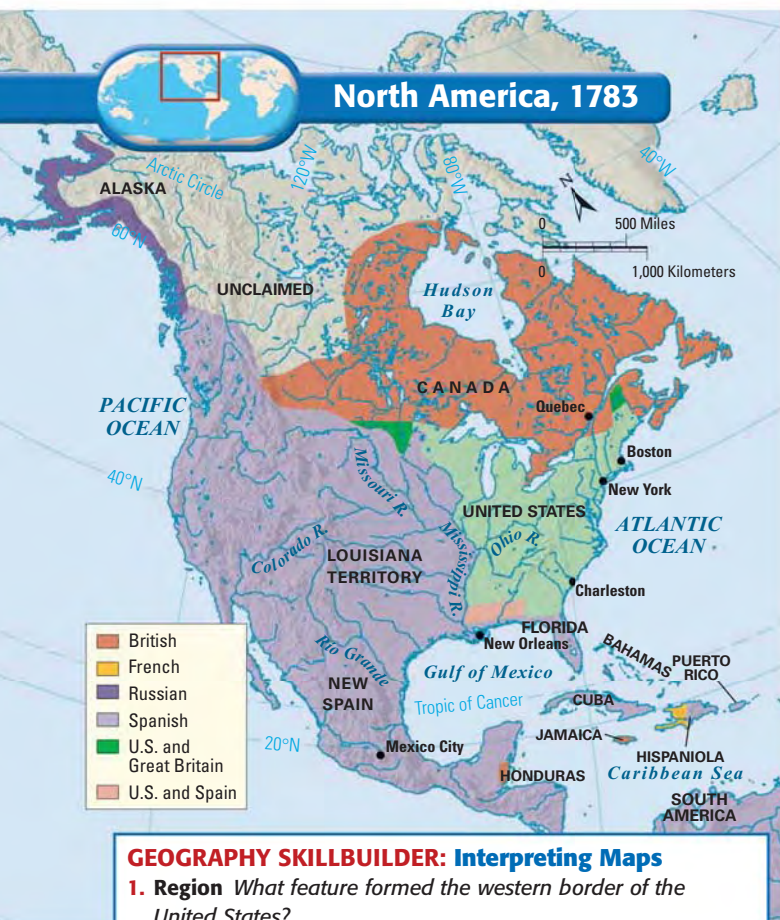 North America, 1783
Arctic Circle
120°W
80°W
40°W
ALASKA
60°N
N
0 500 Miles
0 1,000 Kilometers
UNCLAIMED
Hudson
Bay
CANADA
Quebec
PACIFIC
OCEAN
Boston
New York
40°N
Missouri R.
UNITED STATES
ATLANTIC
OCEAN
Mississippi R.
Ohio R.
Colorado R.
LOUISIANA
TERRITORY
Charleston
FLORIDA
New Orleans
BAHAMAS
PUERTO
RICO
Rio Grande
Gulf of Mexico
NEW
SPAIN
Tropic of Cancer
CUBA
JAMAICA
20°N
Mexico City
HISPANIOLA
HONDURAS
Caribbean Sea
SOUTH
AMERICA
British
French
Russian
Spanish
U.S. and
Great Britain
U.S. and Spain
GEOGRAPHY SKILLBUILDER: Interpreting Maps
1. Region What feature formed the western border of the
United States?